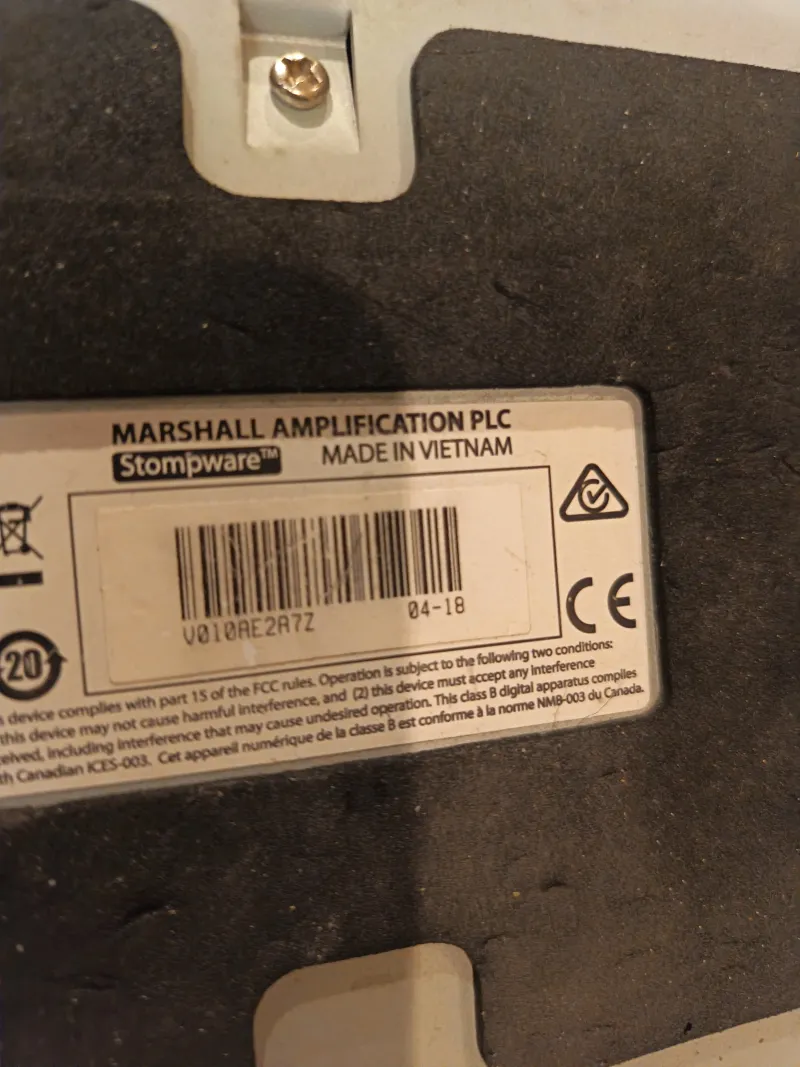 MARSHALL AMPLIFICATION PLC
Stompware™ MADE IN VIETNAM
V010AE2A7Z 04-18
CE
20
device complies with part 15 of the FCC rules. Operation is subject to the following two conditions:
this device may not cause harmful interference, and (2) this device must accept any interference
including interference that may cause undesired operation. This class B digital apparatus complies
Canadian ICES-003. Cet appareil numérique de la classe B est conforme à la norme NMB-003 du Canada.